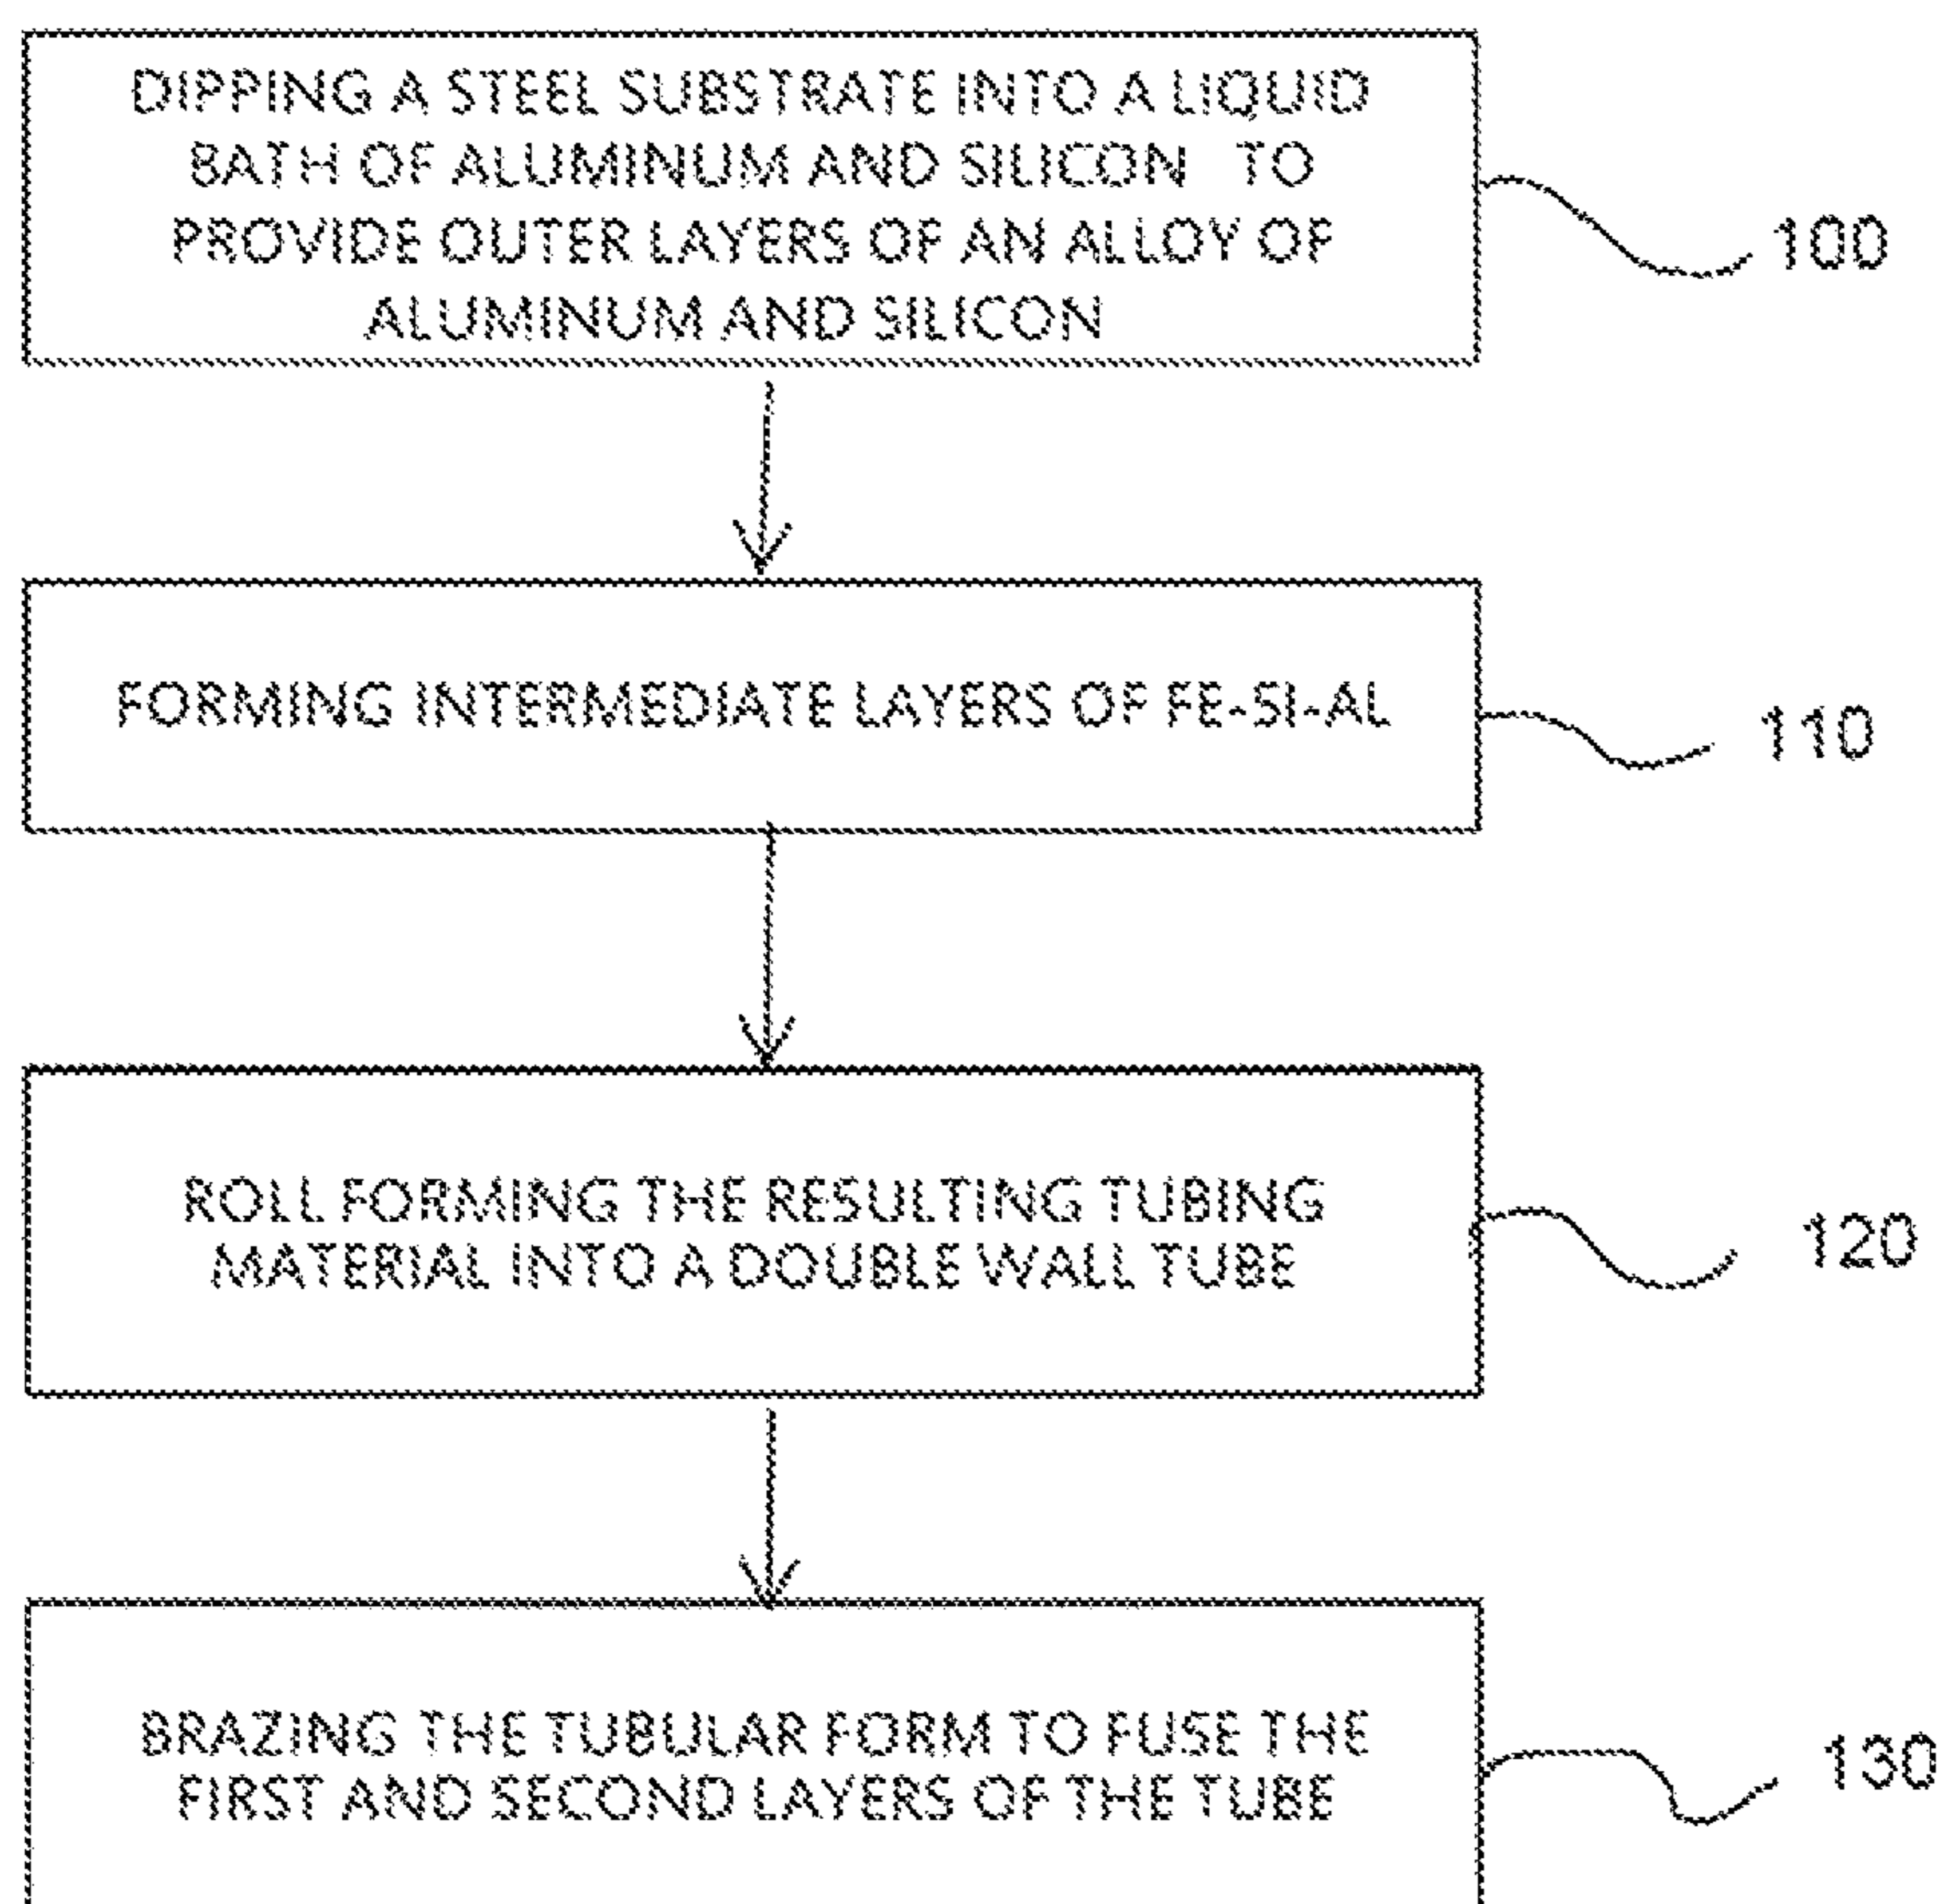 DIPPING A STEEL SUBSTRATE INTO A LIQUID
BATH OF ALUMINUM AND SILICON TO
PROVIDE OUTER LAYERS OF AN ALLOY OF
ALUMINUM AND SILICON
100
FORMING INTERMEDIATE LAYERS OF FE-SI-AL
110
ROLL FORMING THE RESULTING TUBING
MATERIAL INTO A DOUBLE WALL TUBE
120
BRAZING THE TUBULAR FORM TO FUSE THE
FIRST AND SECOND LAYERS OF THE TUBE
130